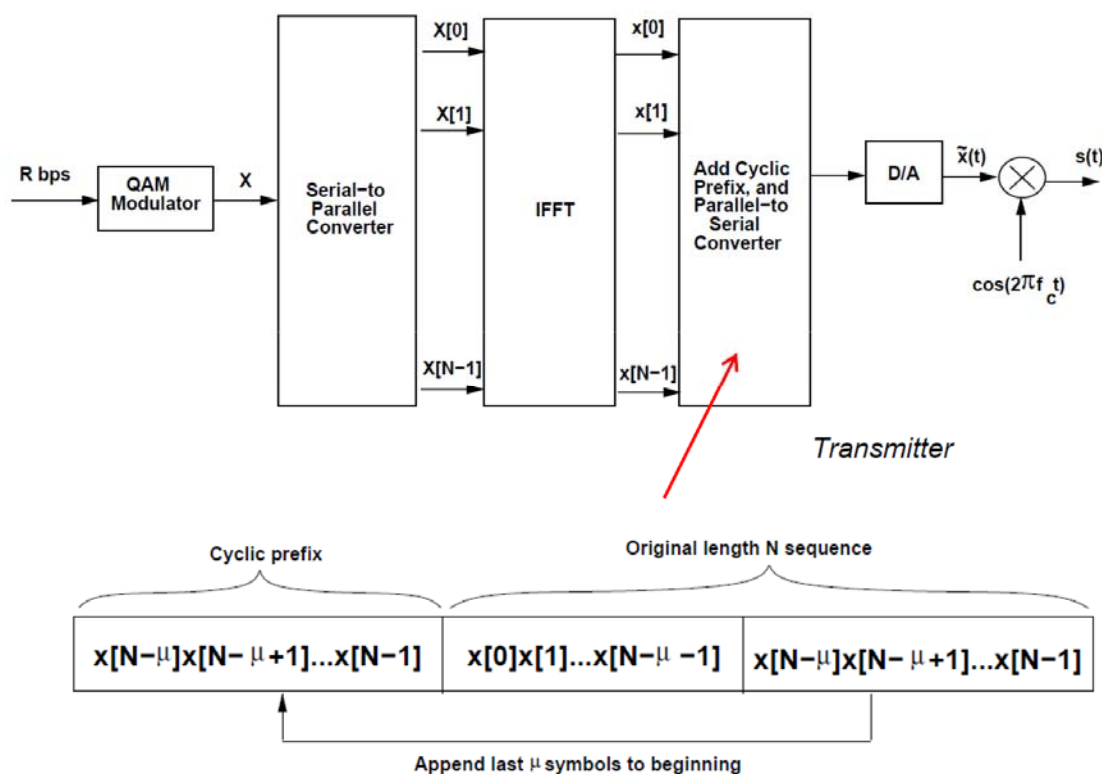 X[0]
x[0]
X[1]
x[1]
R bps
QAM
Modulator
X
Serial-to
Parallel
Converter
IFFT
Add Cyclic
Prefix, and
Parallel-to
Serial
Converter
D/A
x̃(t)
s(t)
cos(2πf_c t)
X[N-1]
x[N-1]
Transmitter
Cyclic prefix
Original length N sequence
x[N-μ]x[N-μ+1]...x[N-1]
x[0]x[1]...x[N-μ-1]
x[N-μ]x[N-μ+1]...x[N-1]
Append last μ symbols to beginning